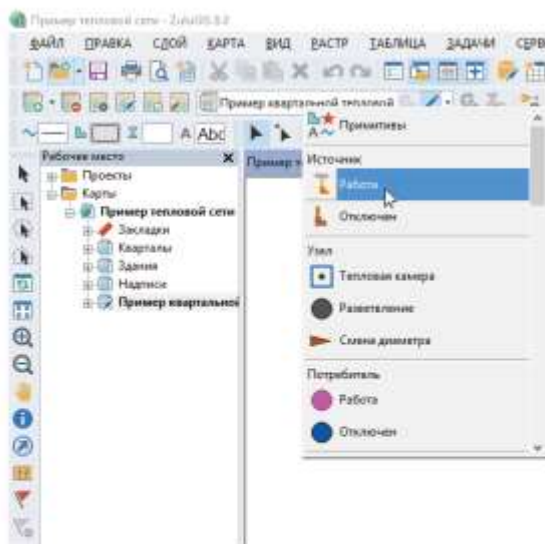 Пример тепловой сети - ZuluGIS 8.0
ФАЙЛ ПРАВКА СЛОЙ КАРТА ВИД РАСТР ТАБЛИЦА ЗАДАЧИ СЕРВ
Пример квартальной тепловой
A Abc
Рабочее место
Проекты
Карты
Пример тепловой сети
Закладки
Кварталы
Здания
Надписи
Пример квартальной
Пример т
Примитивы
Источник
Работа
Отключен
Узел
Тепловая камера
Разветвление
Смена диаметра
Потребитель
Работа
Отключен